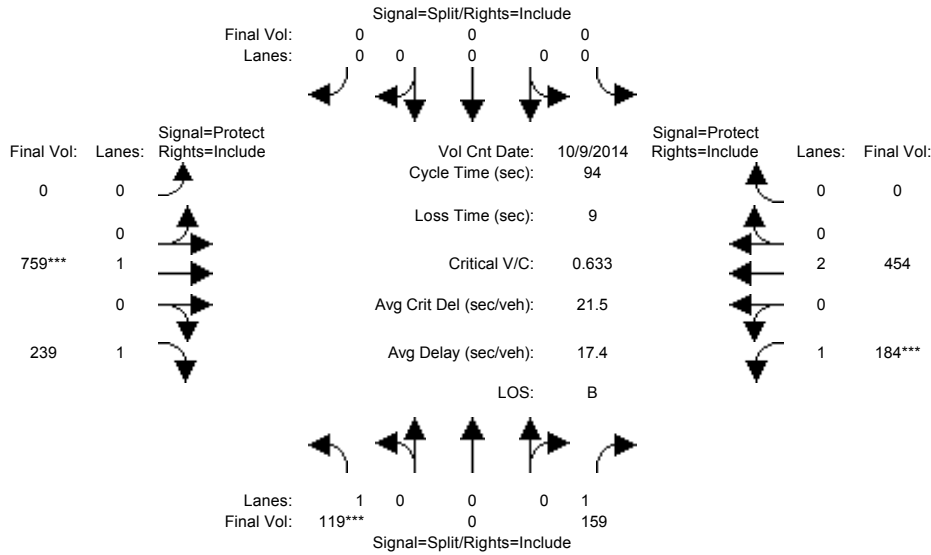 Signal=Split/Rights=Include
Final Vol: 0 0 0
Lanes: 0 0 0 0 0
Signal=Protect Signal=Protect
Final Vol: Lanes: Rights=Include Vol Cnt Date: 10/9/2014 Rights=Include Lanes: Final Vol:
Cycle Time (sec): 94
0 0 0 0
Loss Time (sec): 9
0 0
759*** 1 Critical V/C: 0.633 2 454
0 Avg Crit Del (sec/veh): 21.5 0
239 1 Avg Delay (sec/veh): 17.4 1 184***
LOS: B
Lanes: 1 0 0 0 1
Final Vol: 119*** 0 159
Signal=Split/Rights=Include